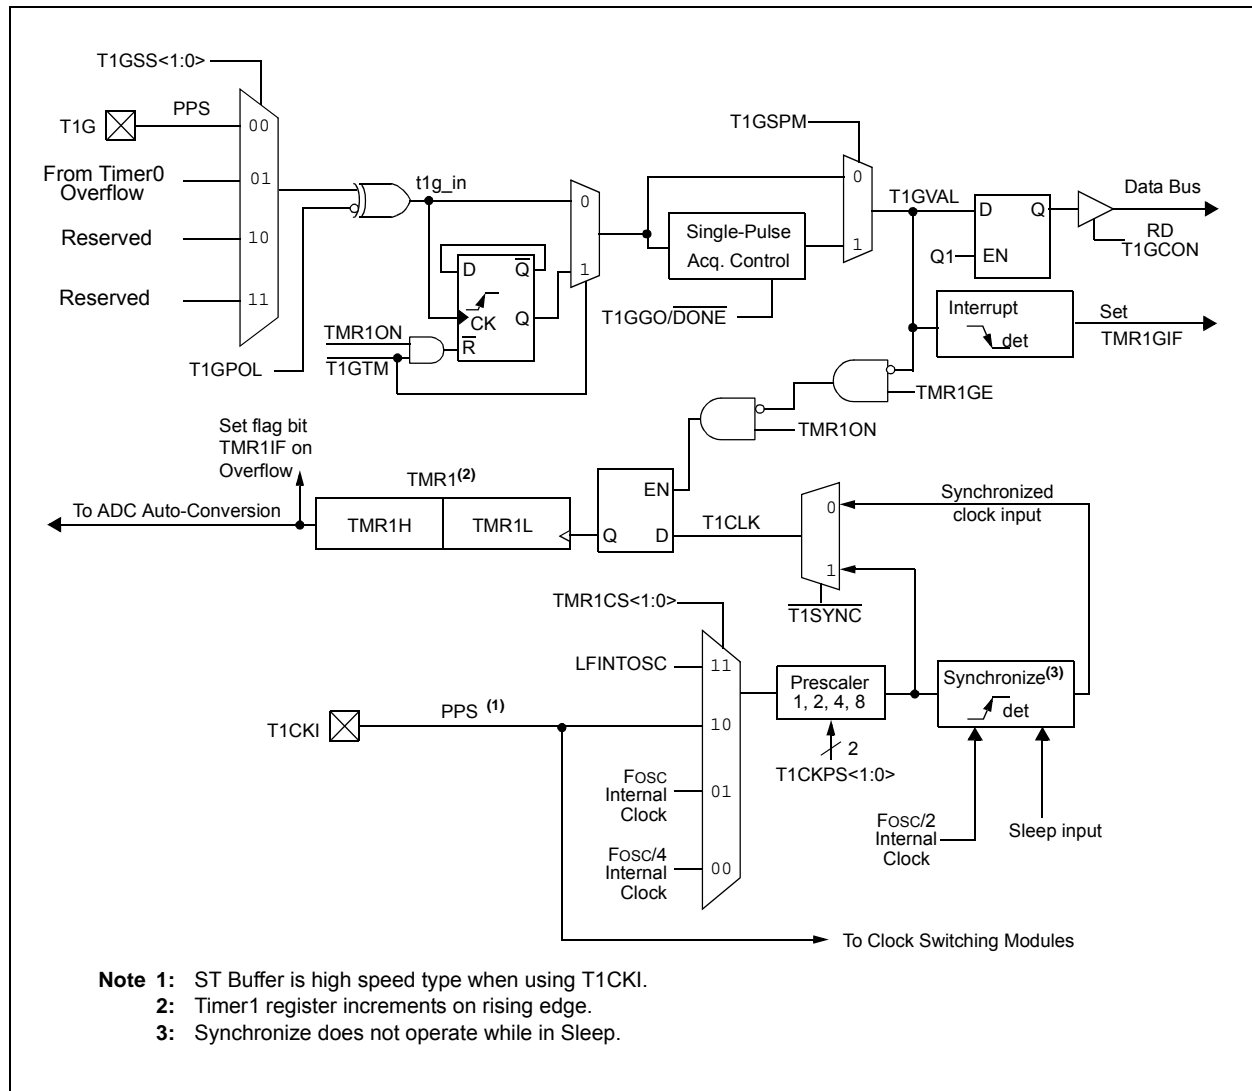 T1GSS<1:0>
T1G
PPS
00
From Timer0
Overflow
01
Reserved
10
Reserved
11
T1GPOL
t1g_in
0
1
D
Q
CK
Q
R
TMR1ON
T1GTM
T1GSPM
0
1
Single-Pulse
Acq. Control
T1GGO/DONE
T1GVAL
D
Q
Q1
EN
Data Bus
RD
T1GCON
Interrupt
det
Set
TMR1GIF
TMR1GE
TMR1ON
Set flag bit
TMR1IF on
Overflow
TMR1(2)
To ADC Auto-Conversion
TMR1H
TMR1L
EN
Q
D
T1CLK
0
1
T1SYNC
Synchronized
clock input
TMR1CS<1:0>
LFINTOSC
11
T1CKI
PPS (1)
10
FOSC
Internal
Clock
01
FOSC/4
Internal
Clock
00
Prescaler
1, 2, 4, 8
2
T1CKPS<1:0>
Synchronize(3)
det
FOSC/2
Internal
Clock
Sleep input
To Clock Switching Modules
Note 1: ST Buffer is high speed type when using T1CKI.
2: Timer1 register increments on rising edge.
3: Synchronize does not operate while in Sleep.